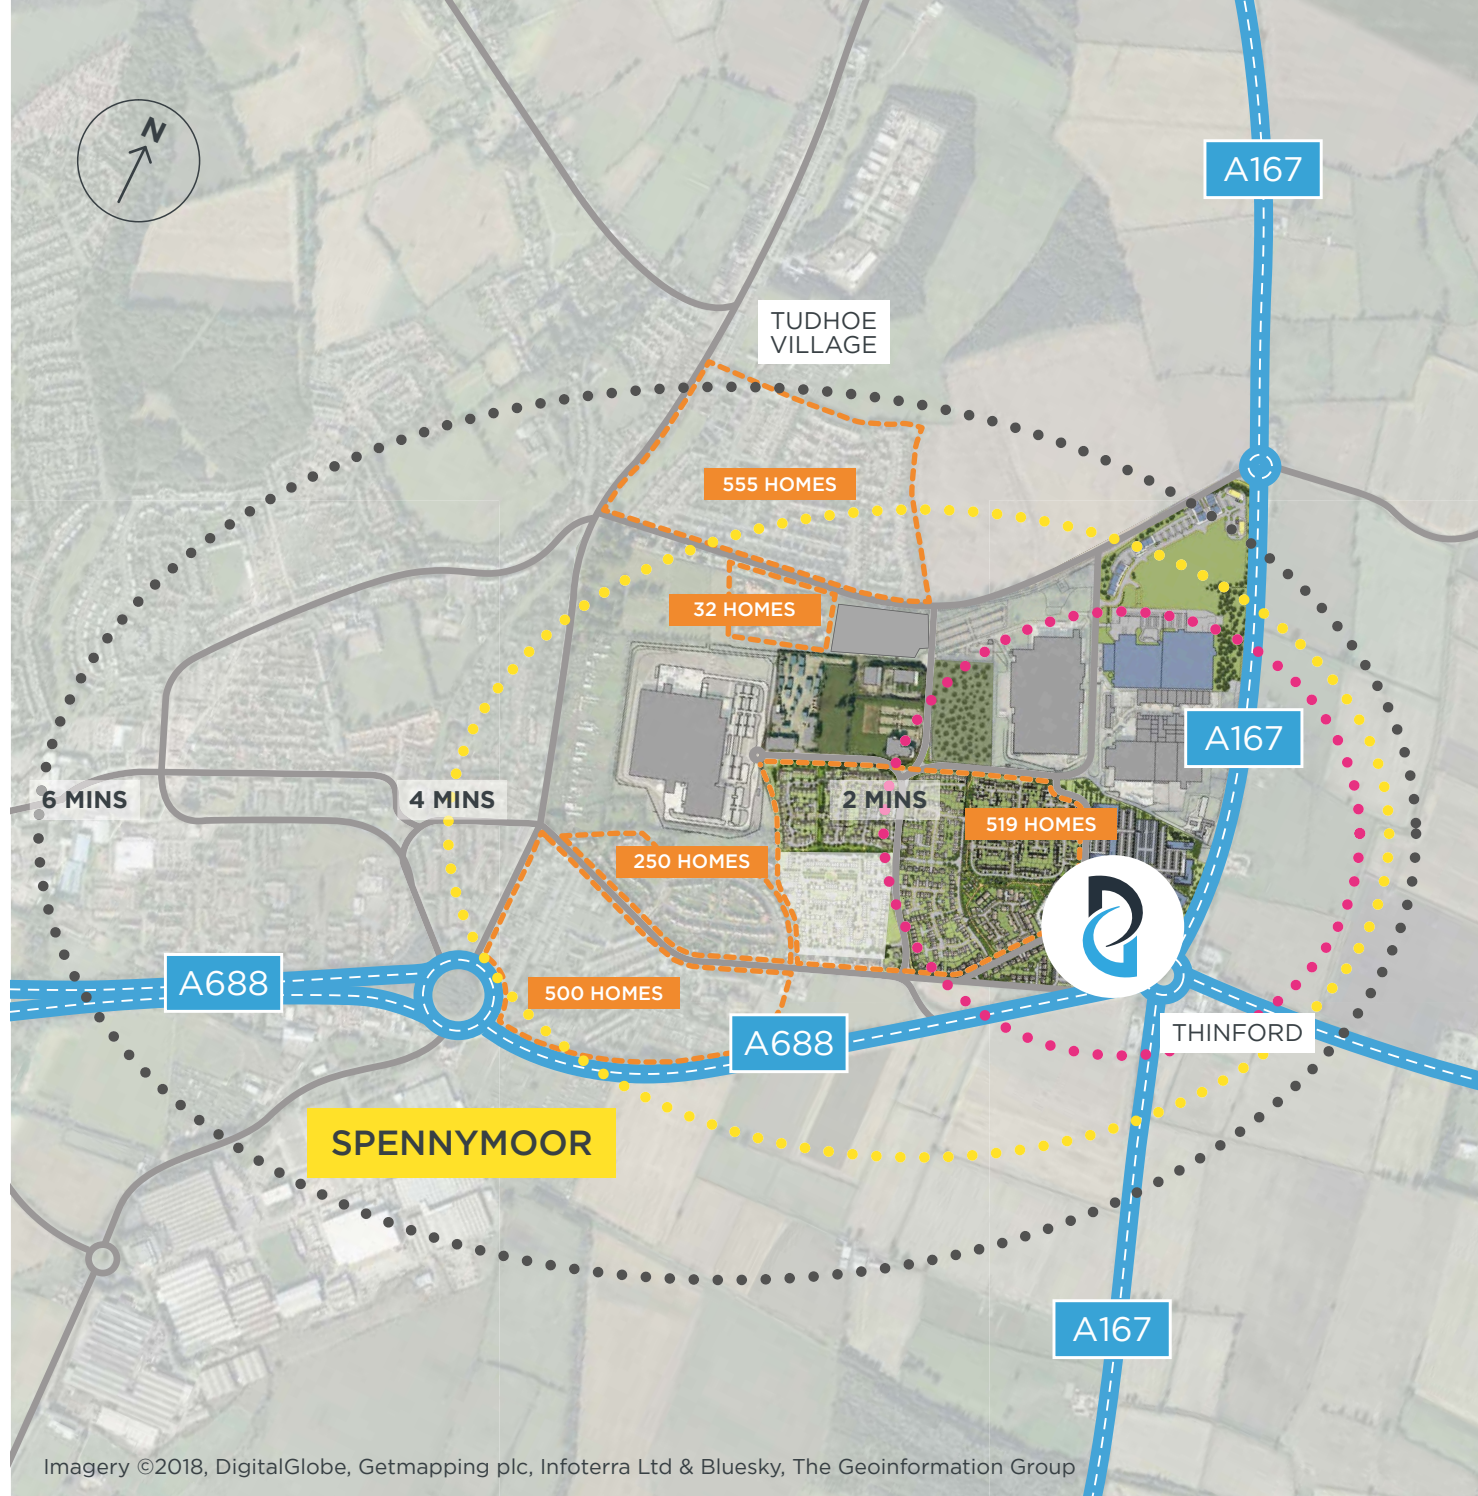 N
A167
TUDHOE
VILLAGE
555 HOMES
32 HOMES
A167
6 MINS
4 MINS
2 MINS
519 HOMES
250 HOMES
A688
500 HOMES
A688
THINFORD
SPENNYMOOR
A167
Imagery ©2018, DigitalGlobe, Getmapping plc, Infoterra Ltd & Bluesky, The Geoinformation Group